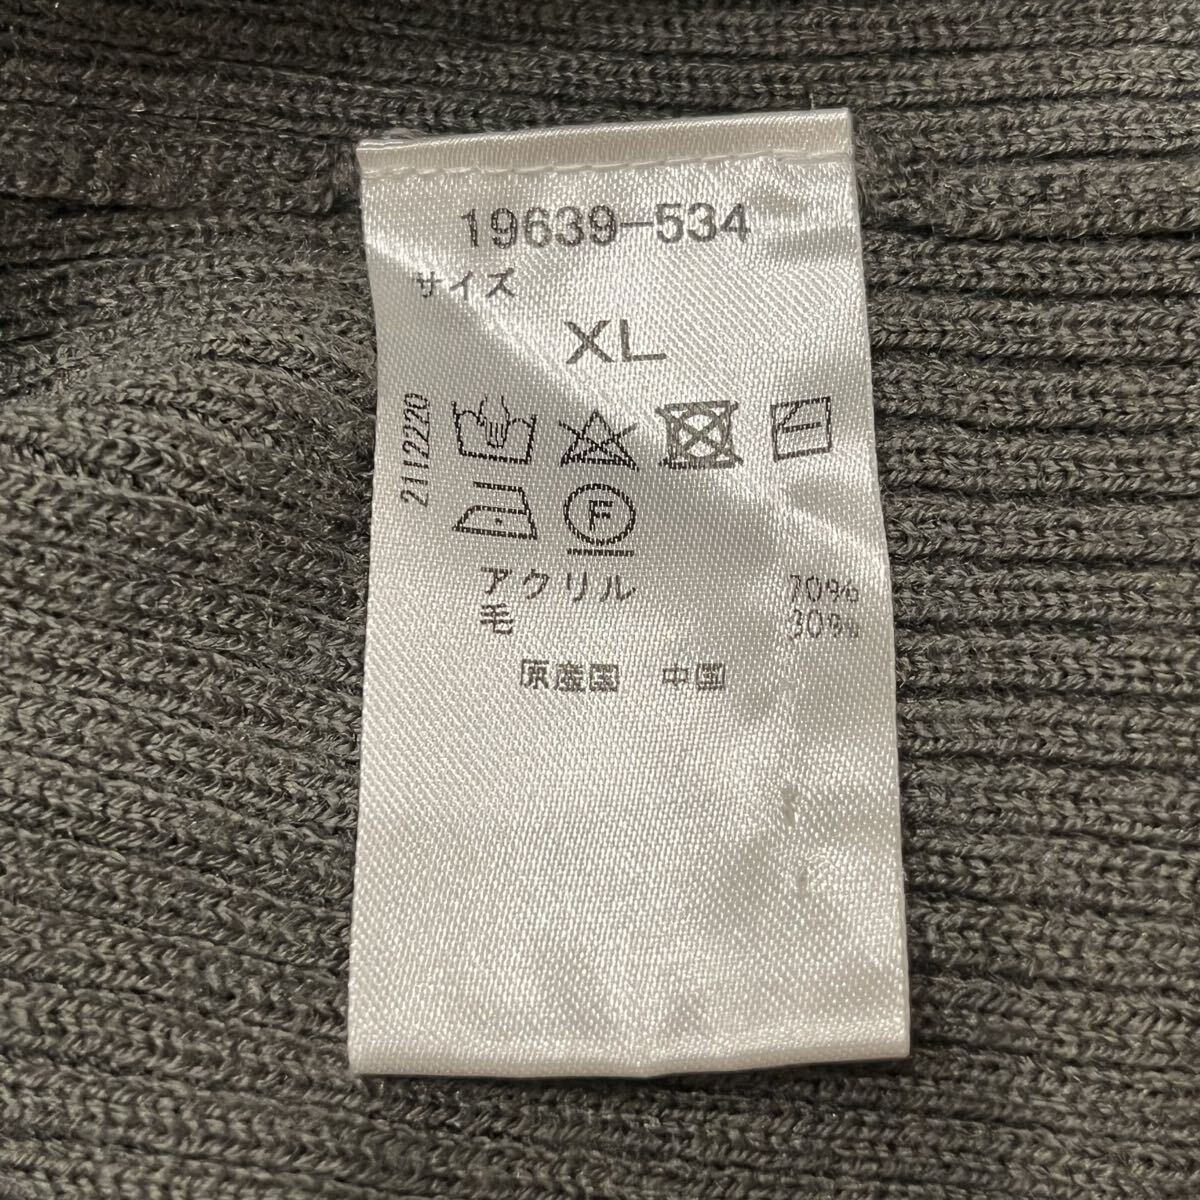 19639-534
サイズ
XL
2112220
F
アクリル 70%
毛 30%
原産国 中国